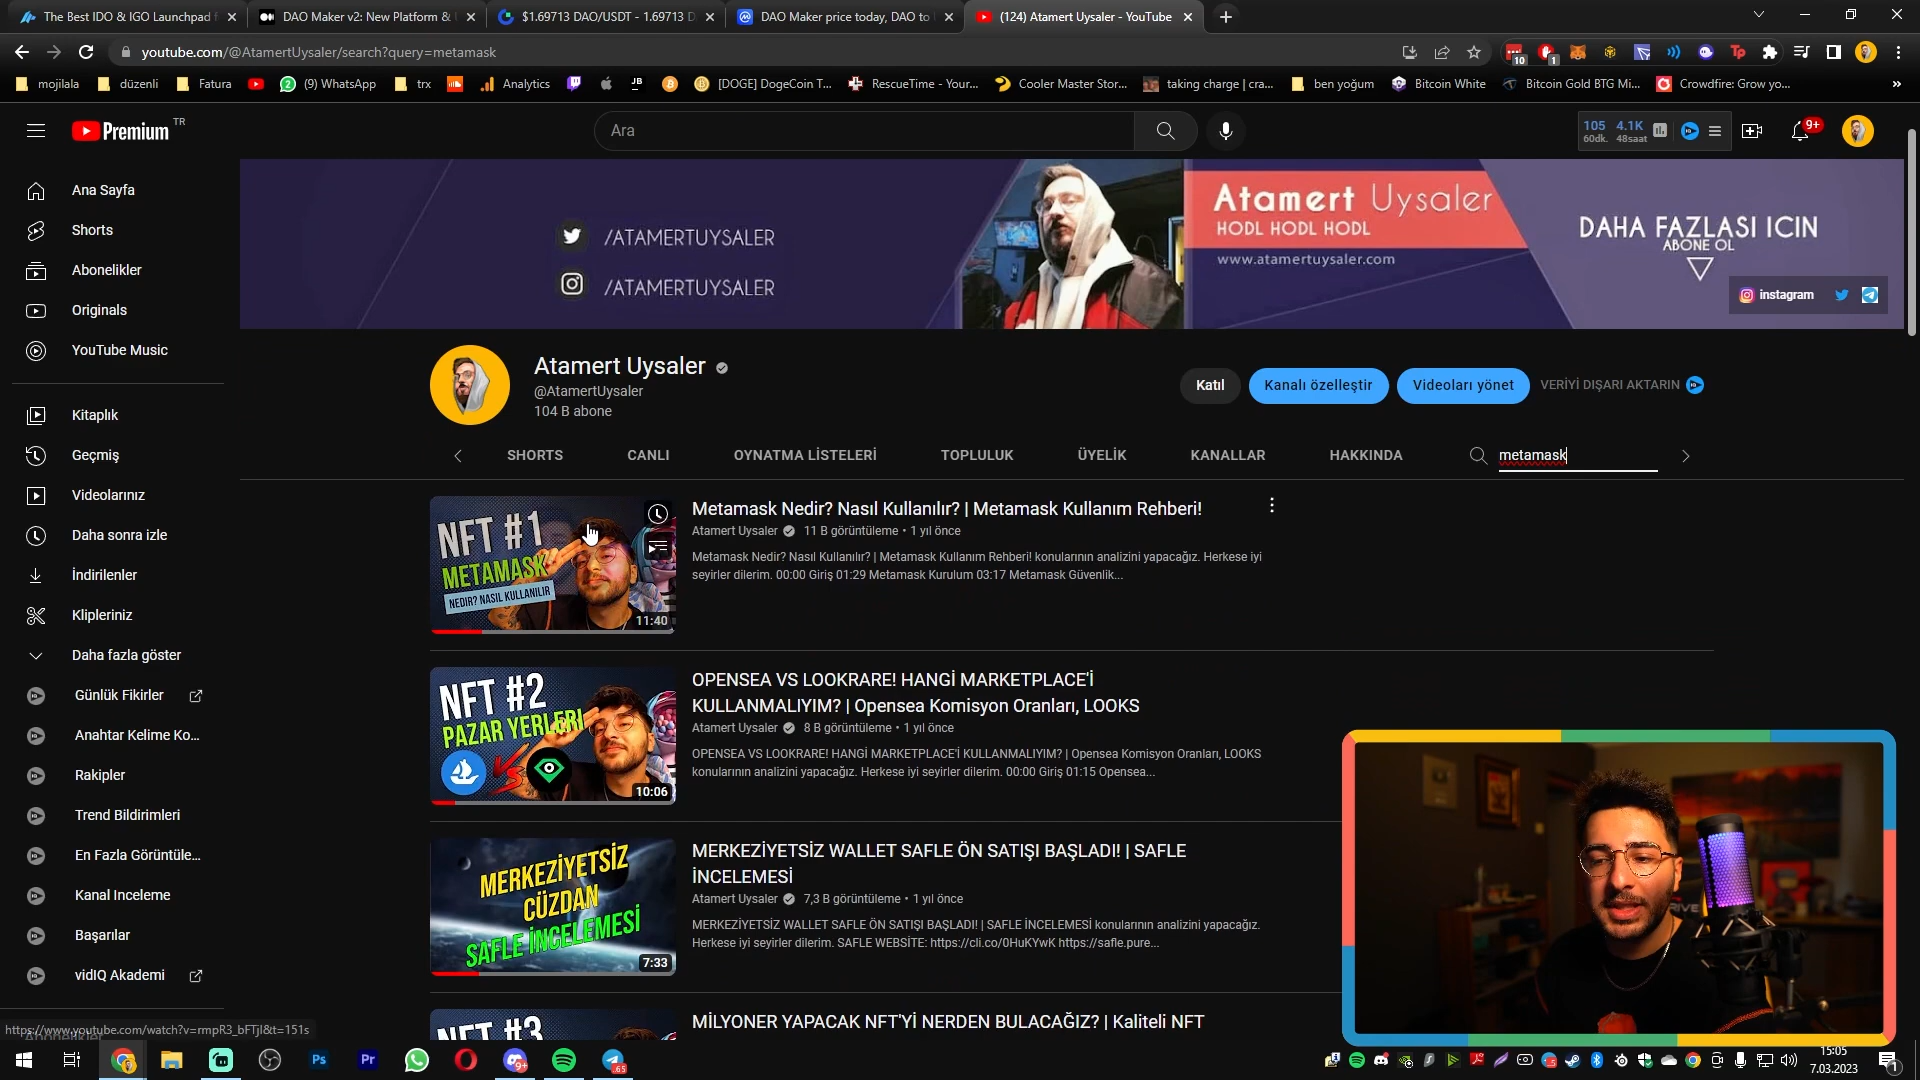 The Best IDO & IGO Launchpad f
DAO Maker v2: New Platform & U
$1.69713 DAO/USDT - 1.69713 D
DAO Maker price today, DAO to U
(124) Atamert Uysaler - YouTube
youtube.com/@AtamertUysaler/search?query=metamask
10
1
mojilala
düzenli
Fatura
(9) WhatsApp
trx
Analytics
JB
[DOGE] DogeCoin T...
RescueTime - Your...
Cooler Master Stor...
taking charge | cra...
ben yoğum
Bitcoin White
Bitcoin Gold BTG Mi...
Crowdfire: Grow yo...
Premium TR
Ara
105 4.1K
60dk. 48saat
9+
Ana Sayfa
Shorts
Abonelikler
Originals
YouTube Music
Kitaplık
Geçmiş
Videolarınız
Daha sonra izle
İndirilenler
Klipleriniz
Daha fazla göster
Günlük Fikirler
Anahtar Kelime Ko...
Rakipler
Trend Bildirimleri
En Fazla Görüntüle...
Kanal Inceleme
Başarılar
vidIQ Akademi
/ATAMERTUYSALER
/ATAMERTUYSALER
Atamert Uysaler
HODL HODL HODL
www.atamertuysaler.com
DAHA FAZLASI ICIN
ABONE OL
instagram
Atamert Uysaler
@AtamertUysaler
104 B abone
Katıl
Kanalı özelleştir
Videoları yönet
VERİYİ DIŞARI AKTARIN
SHORTS
CANLI
OYNATMA LİSTELERİ
TOPLULUK
ÜYELİK
KANALLAR
HAKKINDA
metamask
NFT #1
METAMASK
NEDİR? NASIL KULLANILIR
11:40
Metamask Nedir? Nasıl Kullanılır? | Metamask Kullanım Rehberi!
Atamert Uysaler 11 B görüntüleme • 1 yıl önce
Metamask Nedir? Nasıl Kullanılır? | Metamask Kullanım Rehberi! konularının analizini yapacağız. Herkese iyi
seyirler dilerim. 00:00 Giriş 01:29 Metamask Kurulum 03:17 Metamask Güvenlik...
NFT #2
PAZAR YERLERİ
VS
10:06
OPENSEA VS LOOKRARE! HANGİ MARKETPLACE'İ
KULLANMALIYIM? | Opensea Komisyon Oranları, LOOKS
Atamert Uysaler 8 B görüntüleme • 1 yıl önce
OPENSEA VS LOOKRARE! HANGİ MARKETPLACE'İ KULLANMALIYIM? | Opensea Komisyon Oranları, LOOKS
konularının analizini yapacağız. Herkese iyi seyirler dilerim. 00:00 Giriş 01:15 Opensea...
MERKEZİYETSİZ
CÜZDAN
SAFLE İNCELEMESİ
7:33
MERKEZİYETSİZ WALLET SAFLE ÖN SATIŞI BAŞLADI! | SAFLE
İNCELEMESİ
Atamert Uysaler 7,3 B görüntüleme • 1 yıl önce
MERKEZİYETSİZ WALLET SAFLE ÖN SATIŞI BAŞLADI! | SAFLE İNCELEMESİ konularının analizini yapacağız.
Herkese iyi seyirler dilerim. SAFLE WEBSİTE: https://cli.co/0HuKYwK https://safle.pure...
NFT #3
MİLYONER YAPACAK NFT'Yİ NERDEN BULACAĞIZ? | Kaliteli NFT
https://www.youtube.com/watch?v=rmpR3_bFTjI&t=151s
Ps
Pr
9+
65
15:05
7.03.2023
1